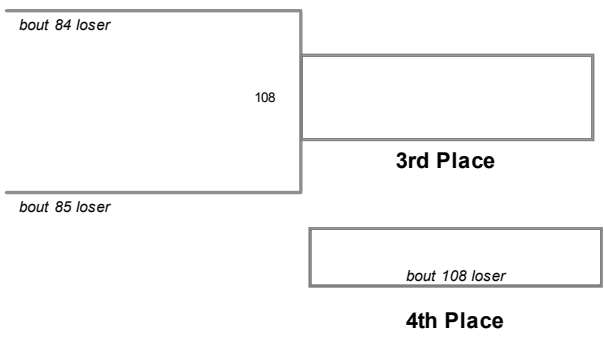 bout 84 loser
108
3rd Place
bout 85 loser
bout 108 loser
4th Place